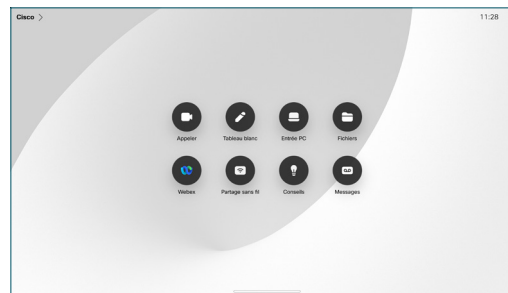 Cisco
11:28
Appeler Tableau blanc Entrée PC Fichiers
Webex Partage sans fil Conseils Messages